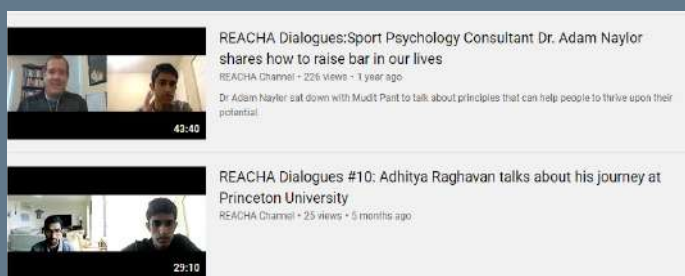 REACHA Dialogues:Sport Psychology Consultant Dr. Adam Naylor
shares how to raise bar in our lives
REACHA Channel • 226 views • 1 year ago
Dr Adam Naylor sat down with Mudit Pant to talk about principles that can help people to thrive upon their
potential
43:40
REACHA Dialogues #10: Adhitya Raghavan talks about his journey at
Princeton University
REACHA Channel • 25 views • 5 months ago
29:10